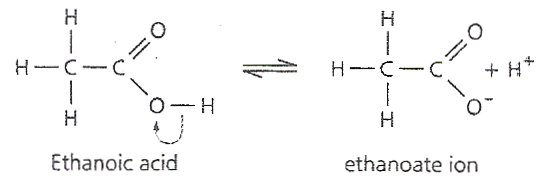 H H
H—C—C O ⇌ H—C—C O + H⁺
O—H O⁻
H H
Ethanoic acid ethanoate ion